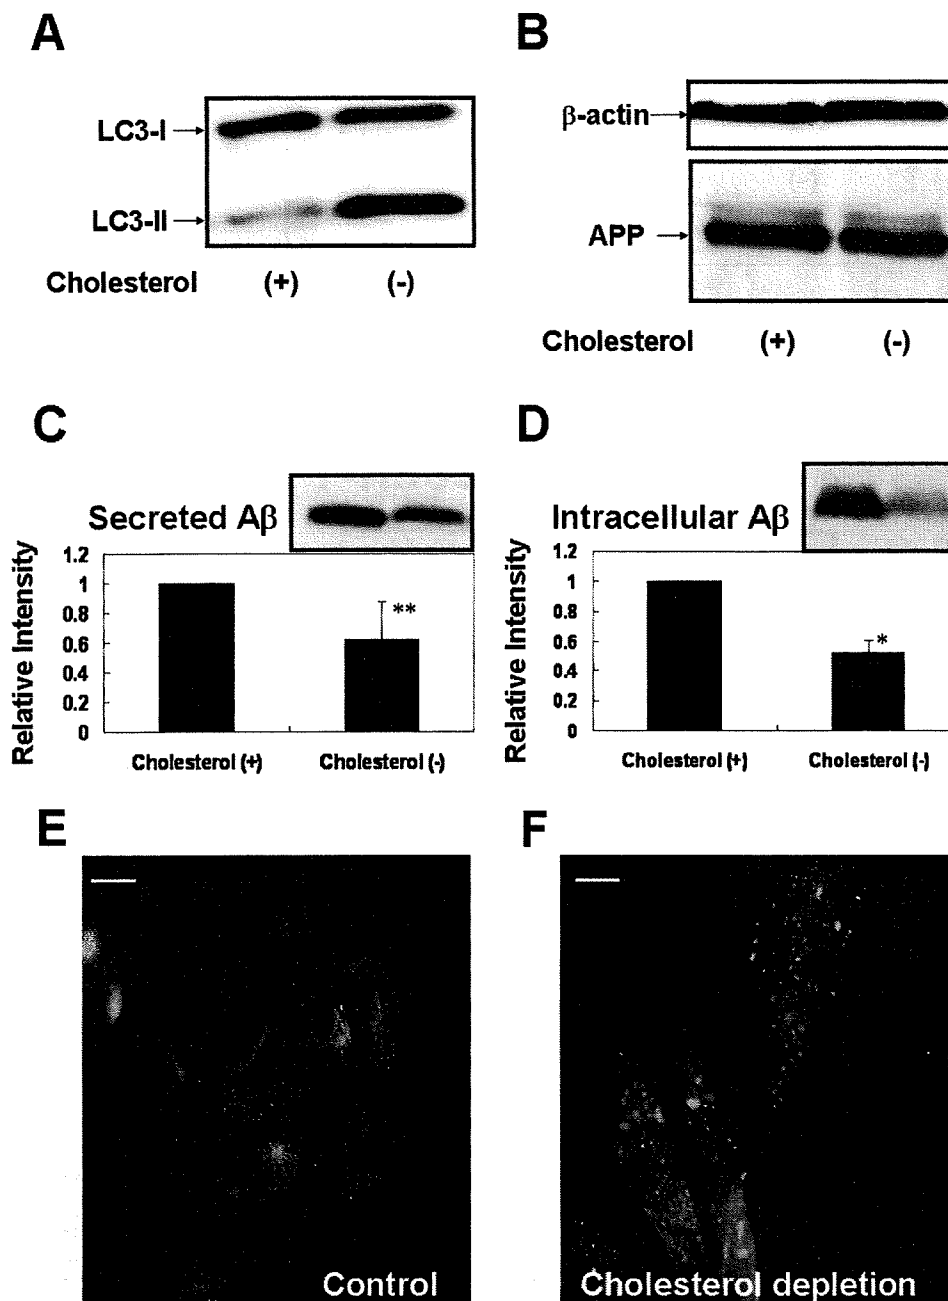 A
LC3-I
LC3-II
Cholesterol (+) (-)
B
β-actin
APP
Cholesterol (+) (-)
C
Secreted Aβ
Relative Intensity
1.2
1
0.8
0.6
0.4
0.2
0
**
Cholesterol (+) Cholesterol (-)
D
Intracellular Aβ
Relative Intensity
1.2
1
0.8
0.6
0.4
0.2
0
*
Cholesterol (+) Cholesterol (-)
E
Control
F
Cholesterol depletion